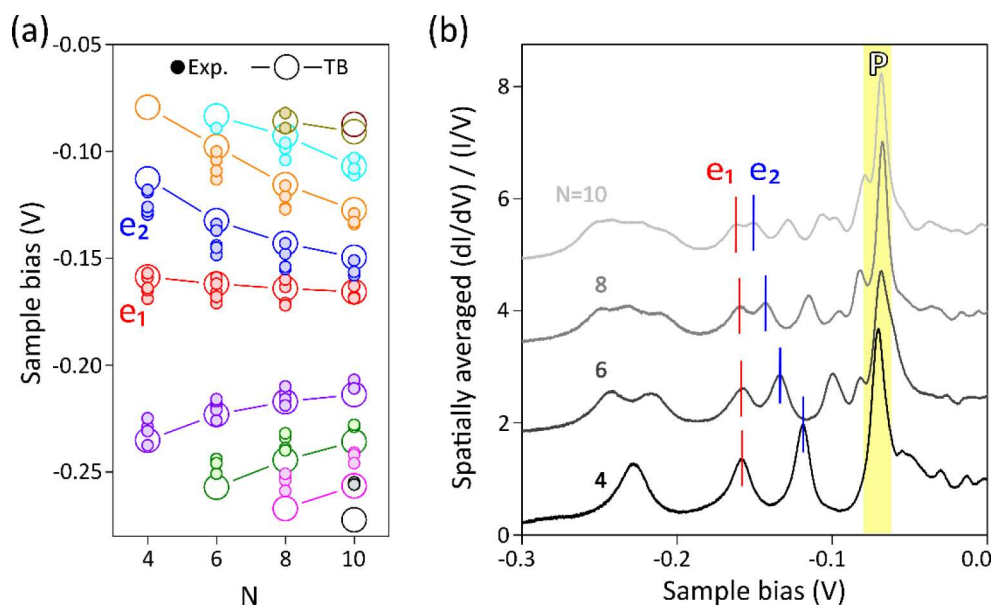 (a)
-0.05
Exp. TB
-0.10
-0.15
-0.20
-0.25
Sample bias (V)
e₂
e₁
4 6 8 10
N
(b)
P
8
6
4
2
0
Spatially averaged (dI/dV) / (I/V)
e₁ e₂
N=10
8
6
4
-0.3 -0.2 -0.1 0.0
Sample bias (V)